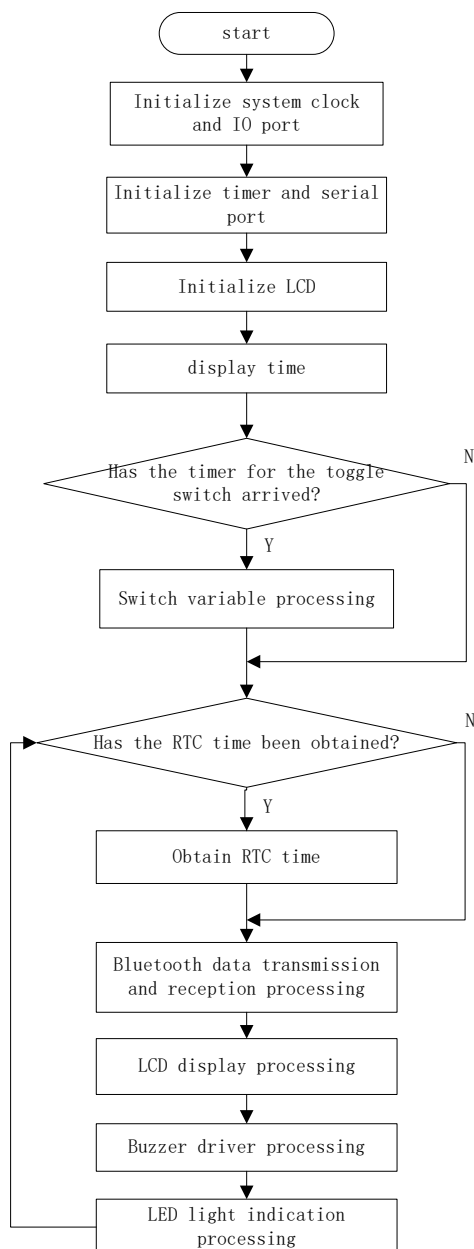 start
Initialize system clock
and IO port
Initialize timer and serial
port
Initialize LCD
display time
Has the timer for the toggle
switch arrived?
N
Y
Switch variable processing
Has the RTC time been obtained?
N
Y
Obtain RTC time
Bluetooth data transmission
and reception processing
LCD display processing
Buzzer driver processing
LED light indication
processing